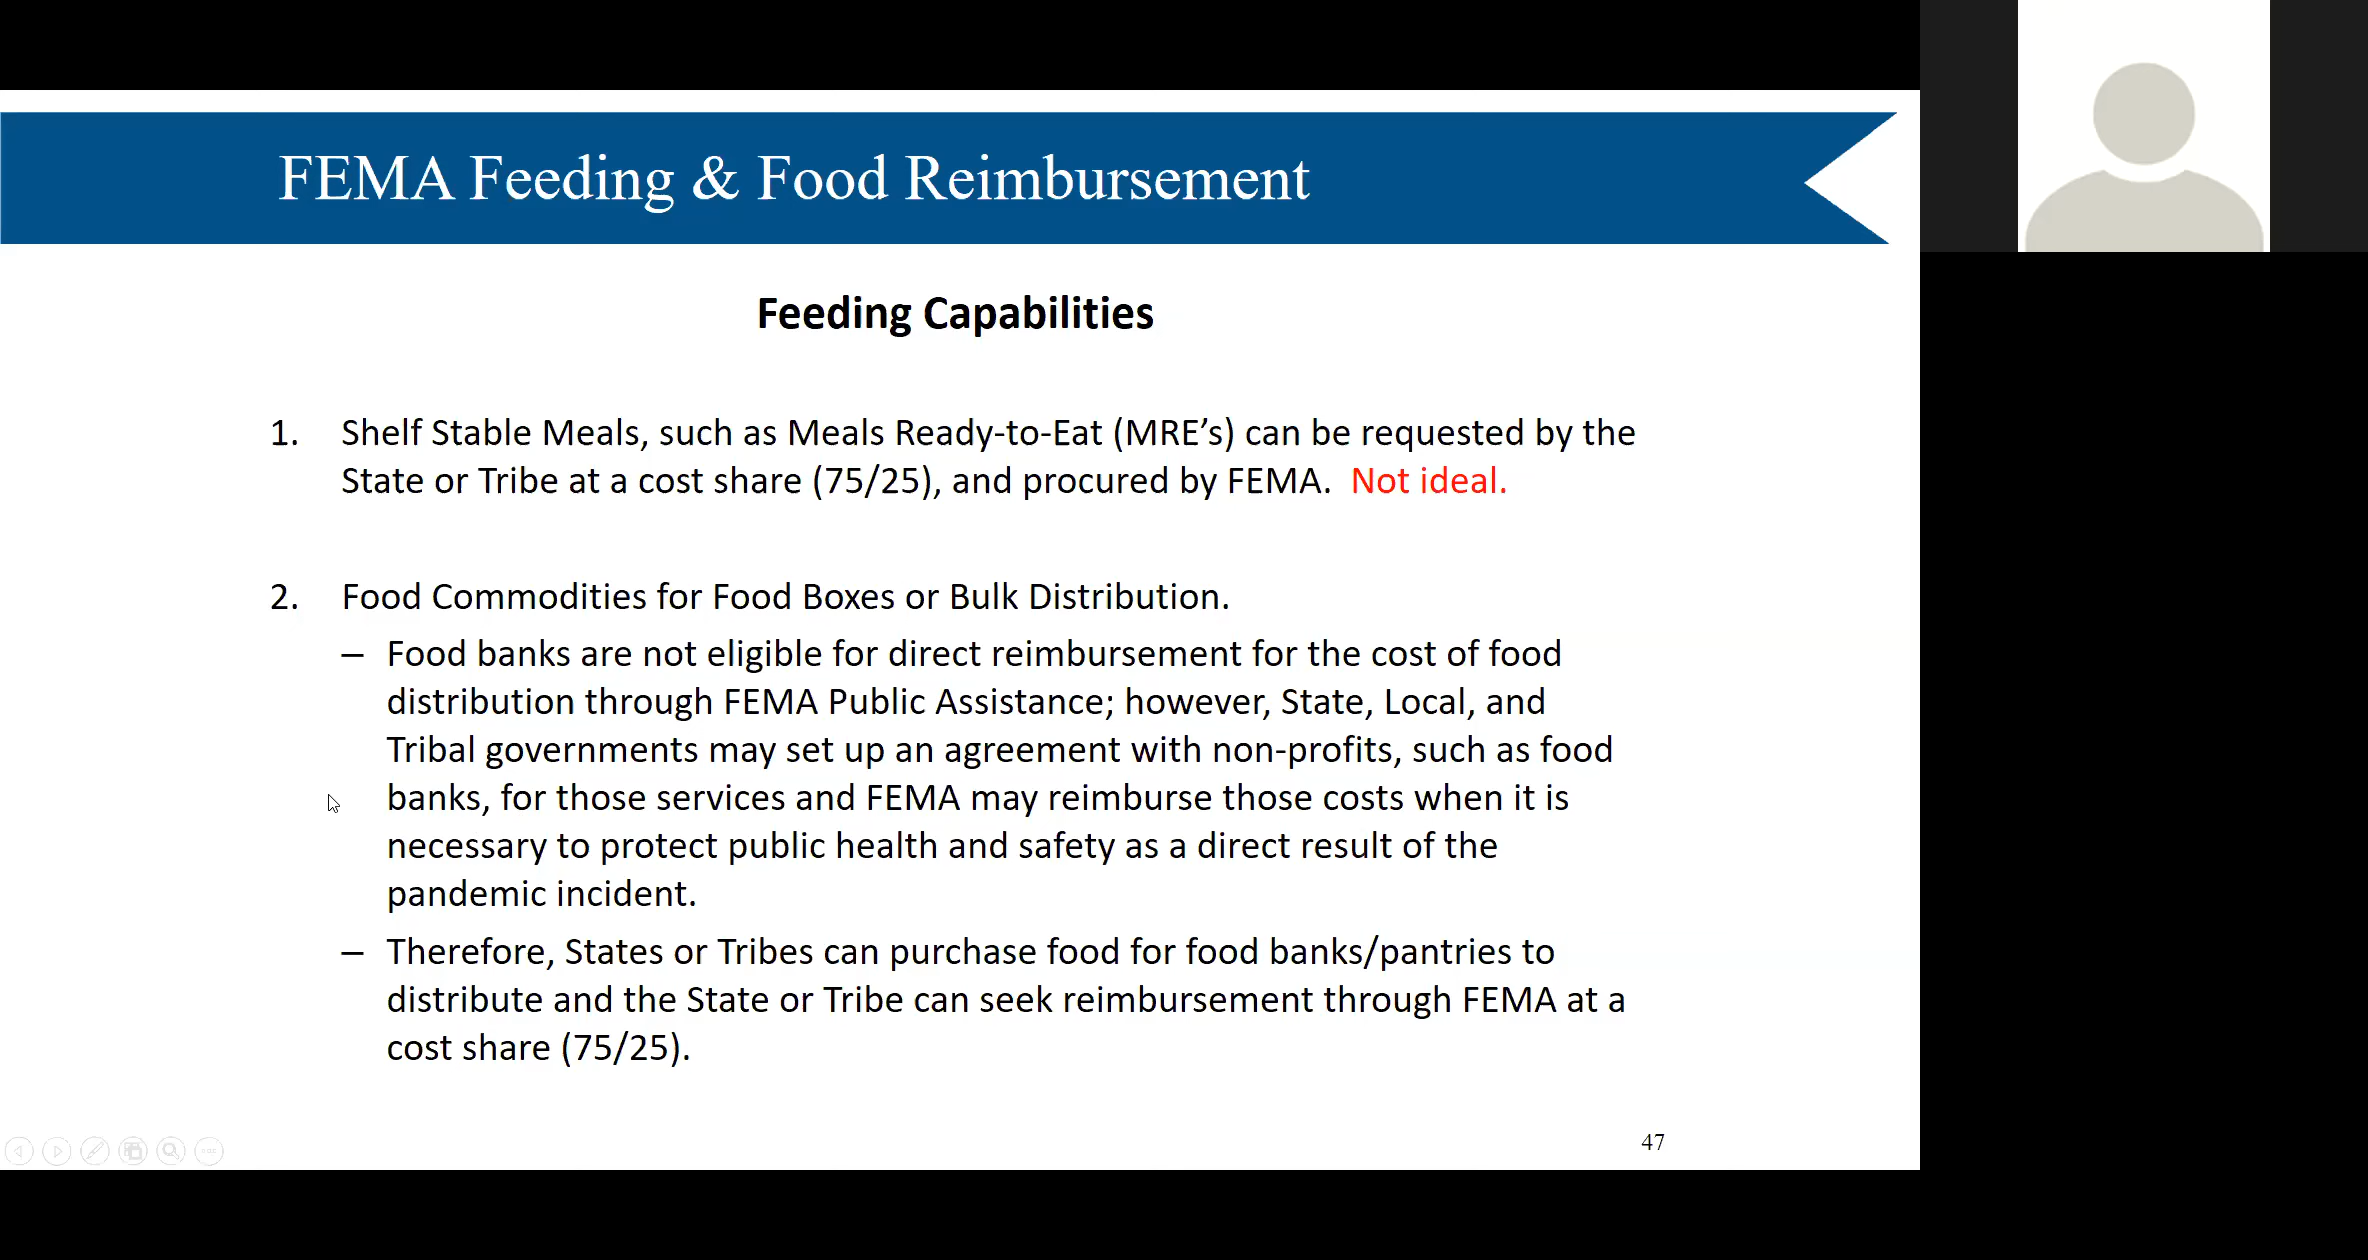 FEMA Feeding & Food Reimbursement
Feeding Capabilities
1. Shelf Stable Meals, such as Meals Ready-to-Eat (MRE’s) can be requested by the
State or Tribe at a cost share (75/25), and procured by FEMA. Not ideal.
2. Food Commodities for Food Boxes or Bulk Distribution.
– Food banks are not eligible for direct reimbursement for the cost of food
distribution through FEMA Public Assistance; however, State, Local, and
Tribal governments may set up an agreement with non-profits, such as food
banks, for those services and FEMA may reimburse those costs when it is
necessary to protect public health and safety as a direct result of the
pandemic incident.
– Therefore, States or Tribes can purchase food for food banks/pantries to
distribute and the State or Tribe can seek reimbursement through FEMA at a
cost share (75/25).
47